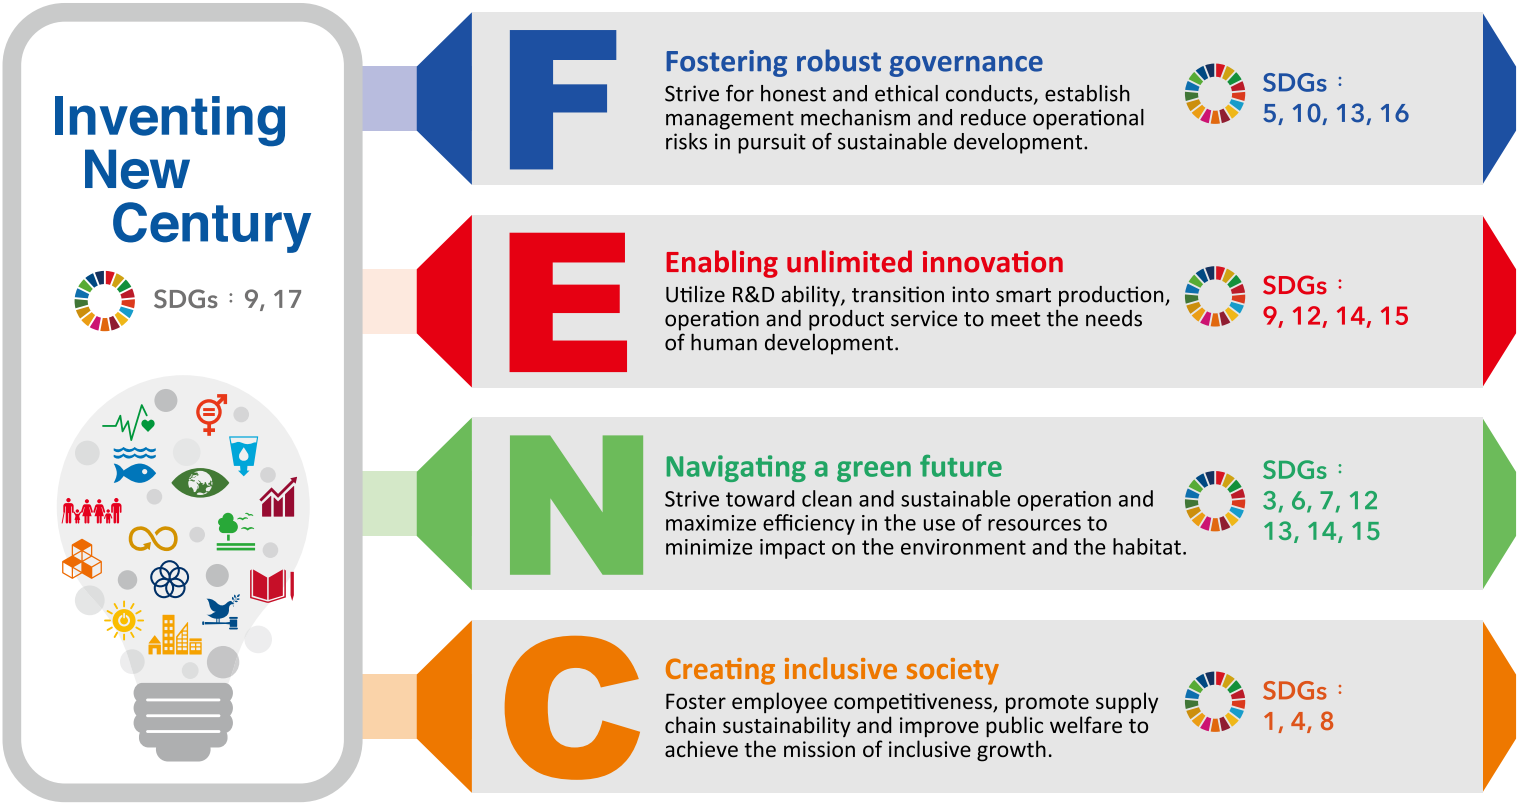 Inventing
New
Century
SDGs : 9, 17
F
Fostering robust governance
Strive for honest and ethical conducts, establish
management mechanism and reduce operational
risks in pursuit of sustainable development.
SDGs :
5, 10, 13, 16
E
Enabling unlimited innovation
Utilize R&D ability, transition into smart production,
operation and product service to meet the needs
of human development.
SDGs :
9, 12, 14, 15
N
Navigating a green future
Strive toward clean and sustainable operation and
maximize efficiency in the use of resources to
minimize impact on the environment and the habitat.
SDGs :
3, 6, 7, 12
13, 14, 15
C
Creating inclusive society
Foster employee competitiveness, promote supply
chain sustainability and improve public welfare to
achieve the mission of inclusive growth.
SDGs :
1, 4, 8